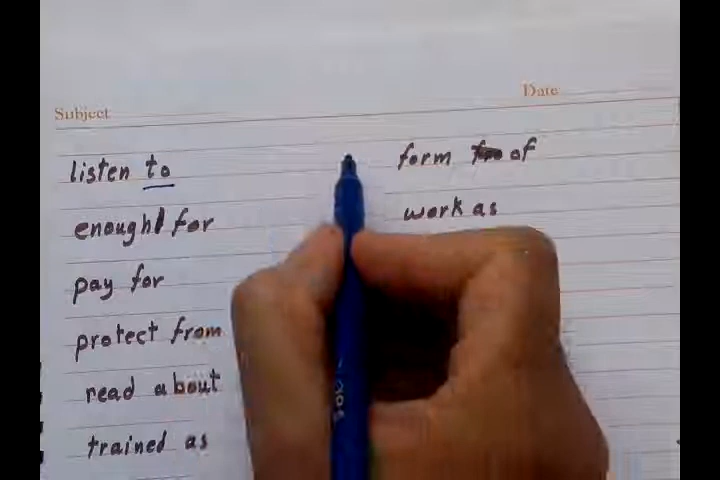 Subject
Date
listen to
enough for
pay for
protect from
read about
trained as
form of
work as